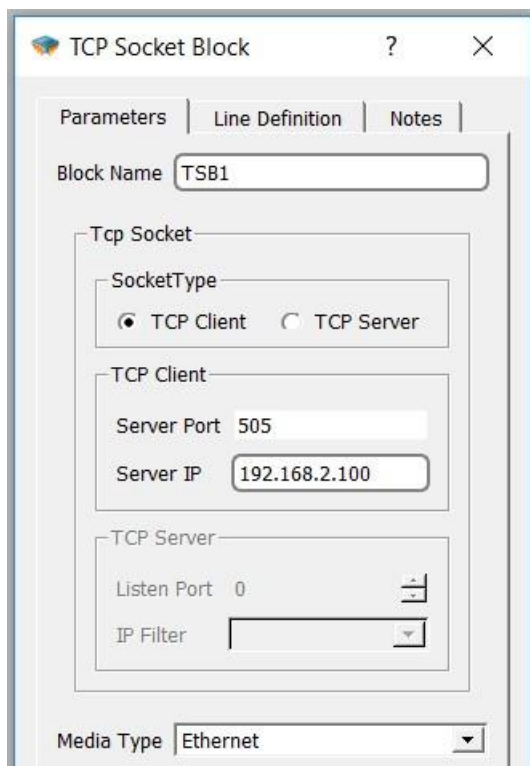 TCP Socket Block ?
Parameters Line Definition Notes
Block Name TSB1
Tcp Socket
SocketType
TCP Client TCP Server
TCP Client
Server Port 505
Server IP 192.168.2.100
TCP Server
Listen Port 0
IP Filter
Media Type Ethernet